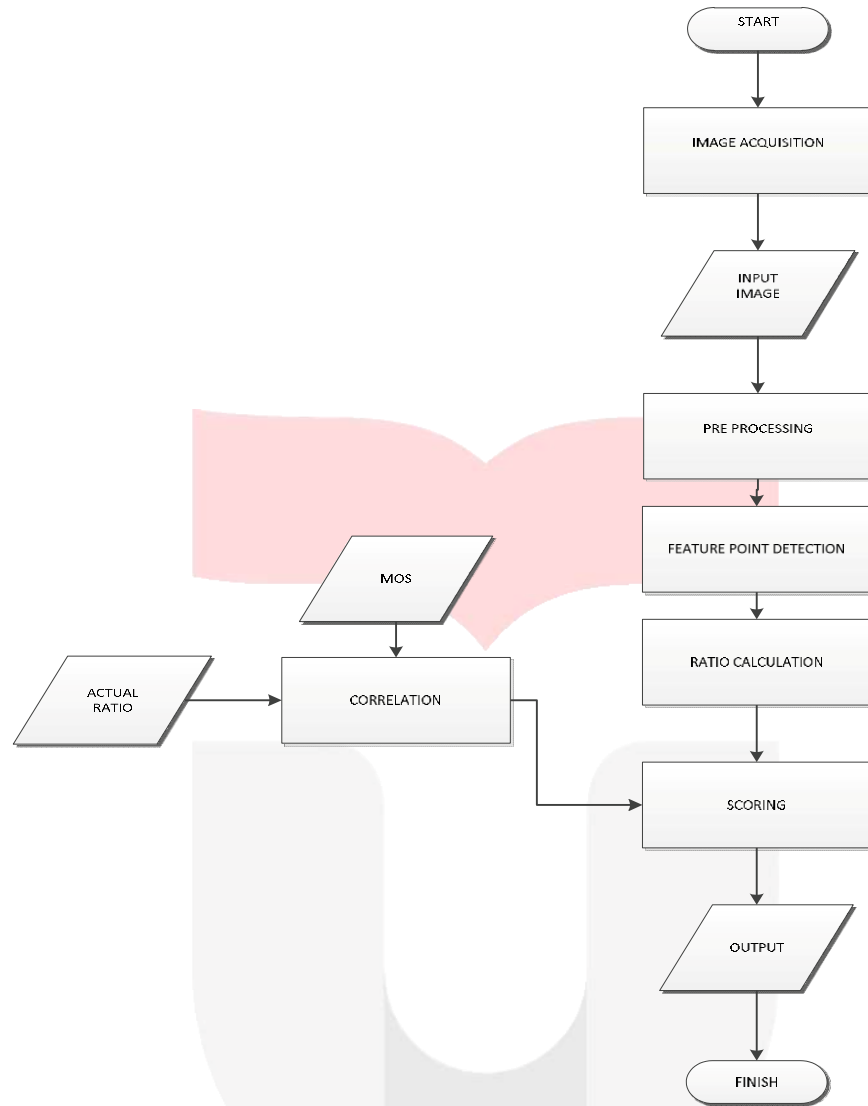 START
IMAGE ACQUISITION
INPUT
IMAGE
PRE PROCESSING
FEATURE POINT DETECTION
MOS
RATIO CALCULATION
ACTUAL
RATIO
CORRELATION
SCORING
OUTPUT
FINISH